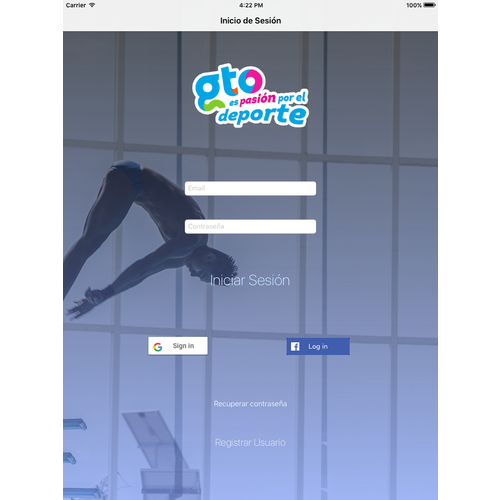 Carrier 4:22 PM 100%
Inicio de Sesión
gto
es pasión por el
deporte
Email
Contraseña
Iniciar Sesión
Sign in Log in
Recuperar contraseña
Registrar Usuario